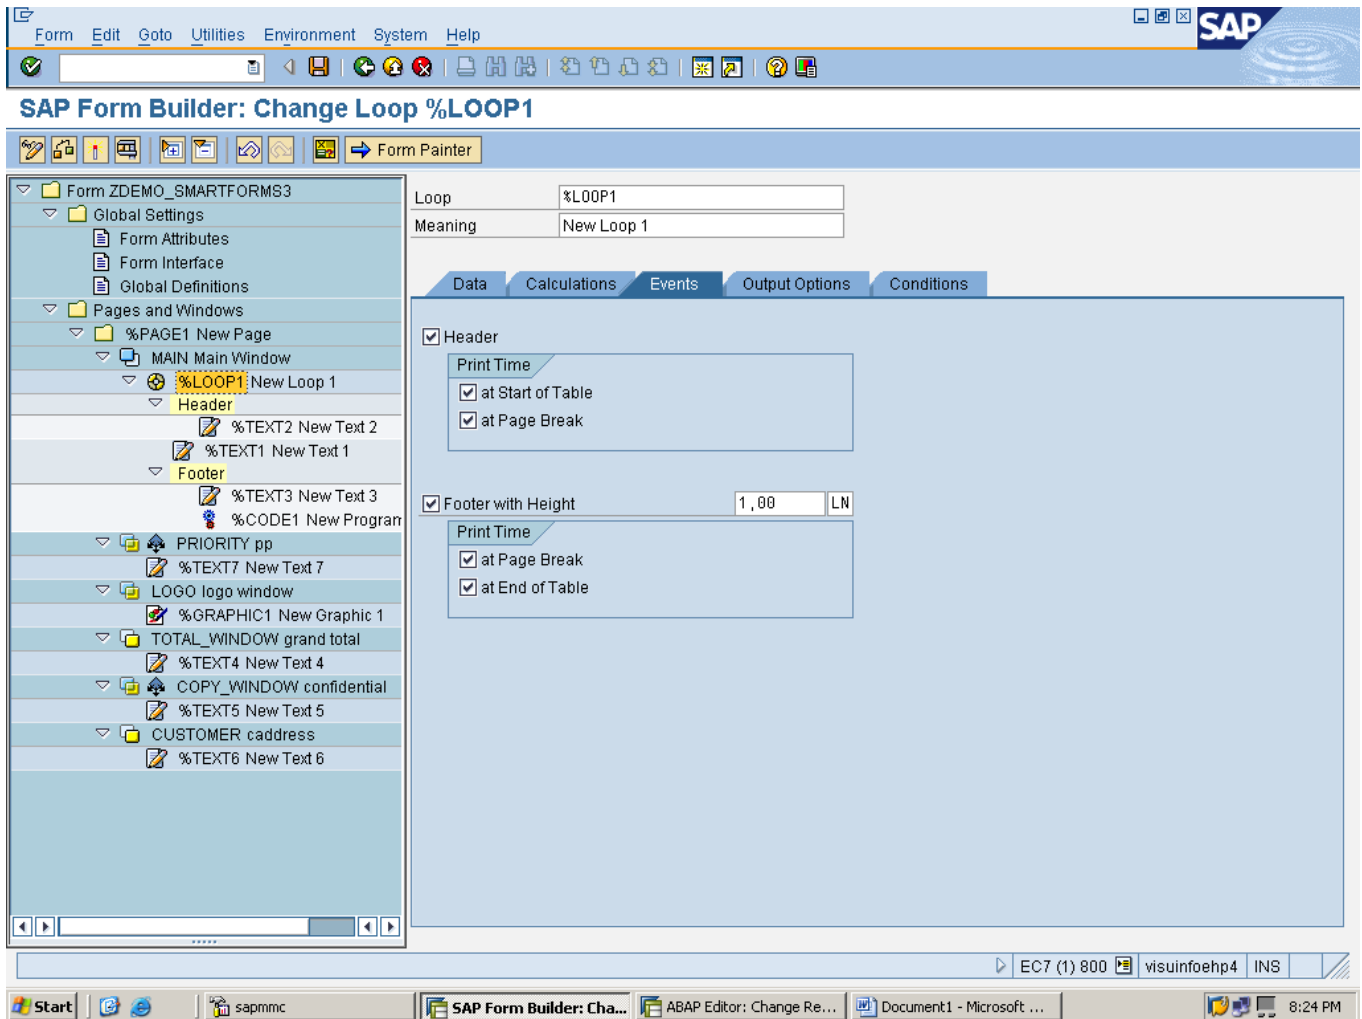 Form Edit Goto Utilities Environment System Help
SAP
SAP Form Builder: Change Loop %LOOP1
Form Painter
Form ZDEMO_SMARTFORMS3
Global Settings
Form Attributes
Form Interface
Global Definitions
Pages and Windows
%PAGE1 New Page
MAIN Main Window
%LOOP1 New Loop 1
Header
%TEXT2 New Text 2
%TEXT1 New Text 1
Footer
%TEXT3 New Text 3
%CODE1 New Program
PRIORITY pp
%TEXT7 New Text 7
LOGO logo window
%GRAPHIC1 New Graphic 1
TOTAL_WINDOW grand total
%TEXT4 New Text 4
COPY_WINDOW confidential
%TEXT5 New Text 5
CUSTOMER caddress
%TEXT6 New Text 6
Loop %LOOP1
Meaning New Loop 1
Data Calculations Events Output Options Conditions
Header
Print Time
at Start of Table
at Page Break
Footer with Height 1,00 LN
Print Time
at Page Break
at End of Table
EC7 (1) 800 visuinfoehp4 INS
Start sapmmc SAP Form Builder: Cha... ABAP Editor: Change Re... Document1 - Microsoft ... 8:24 PM